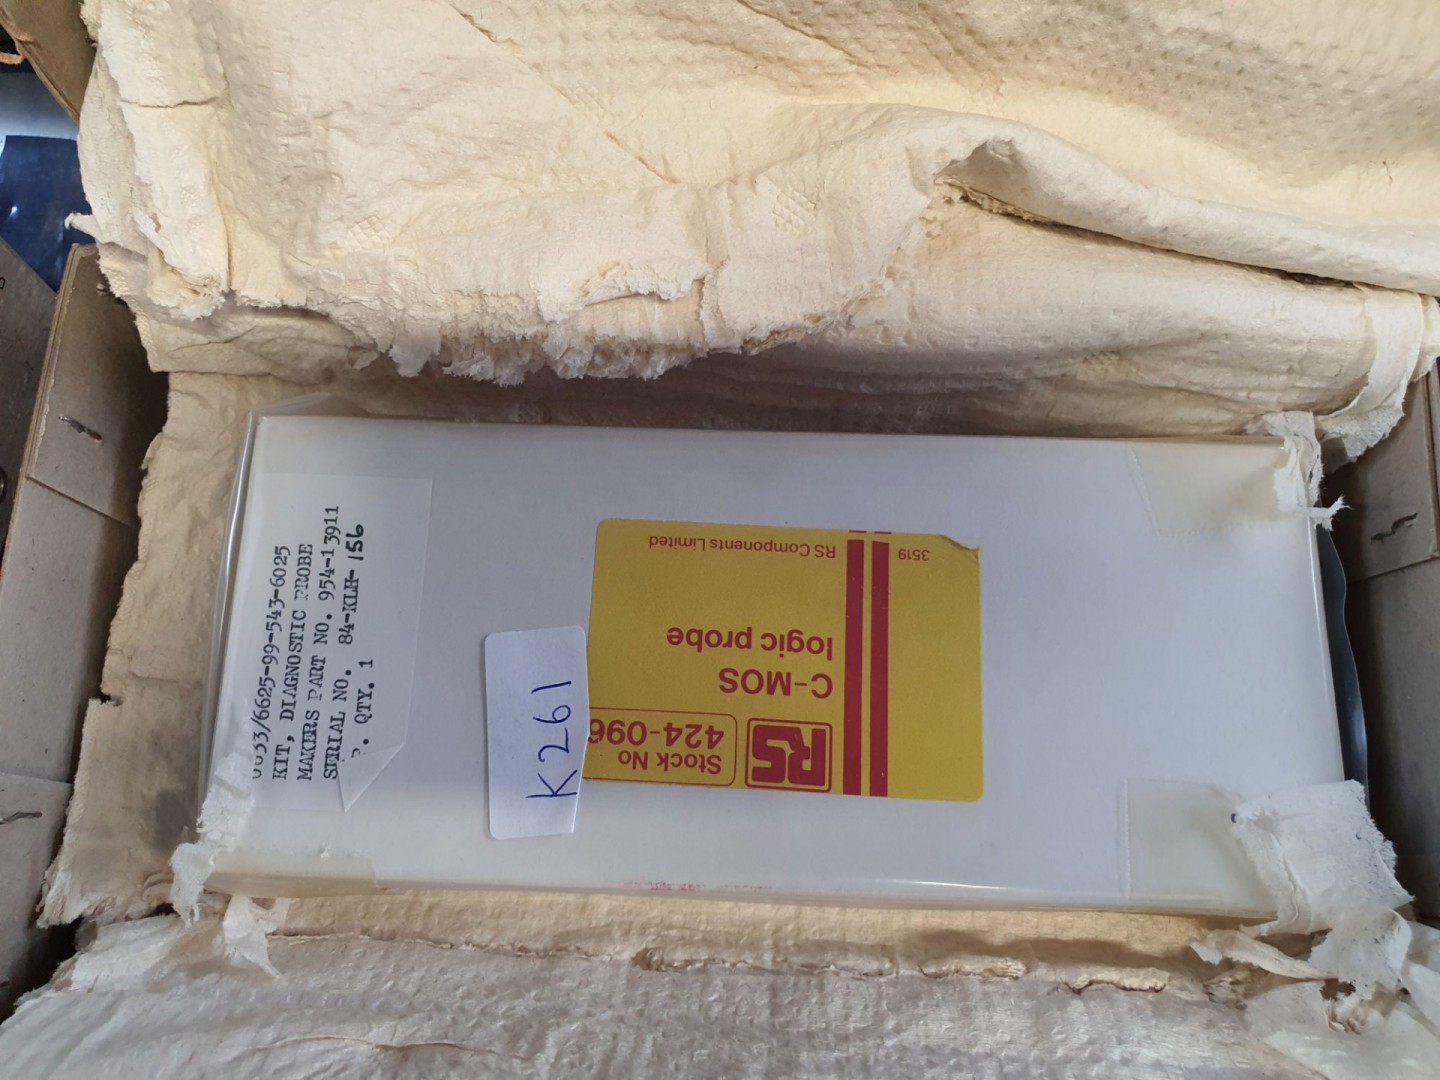 0033/6625-99-543-6025
KIT, DIAGNOSTIC PROBE
MAKERS PART NO. 954-13911
SERIAL NO. 84-KLH-156
P. QTY. 1
K261
RS
Stock No
424-096
C-MOS
logic probe
RS Components Limited
3519